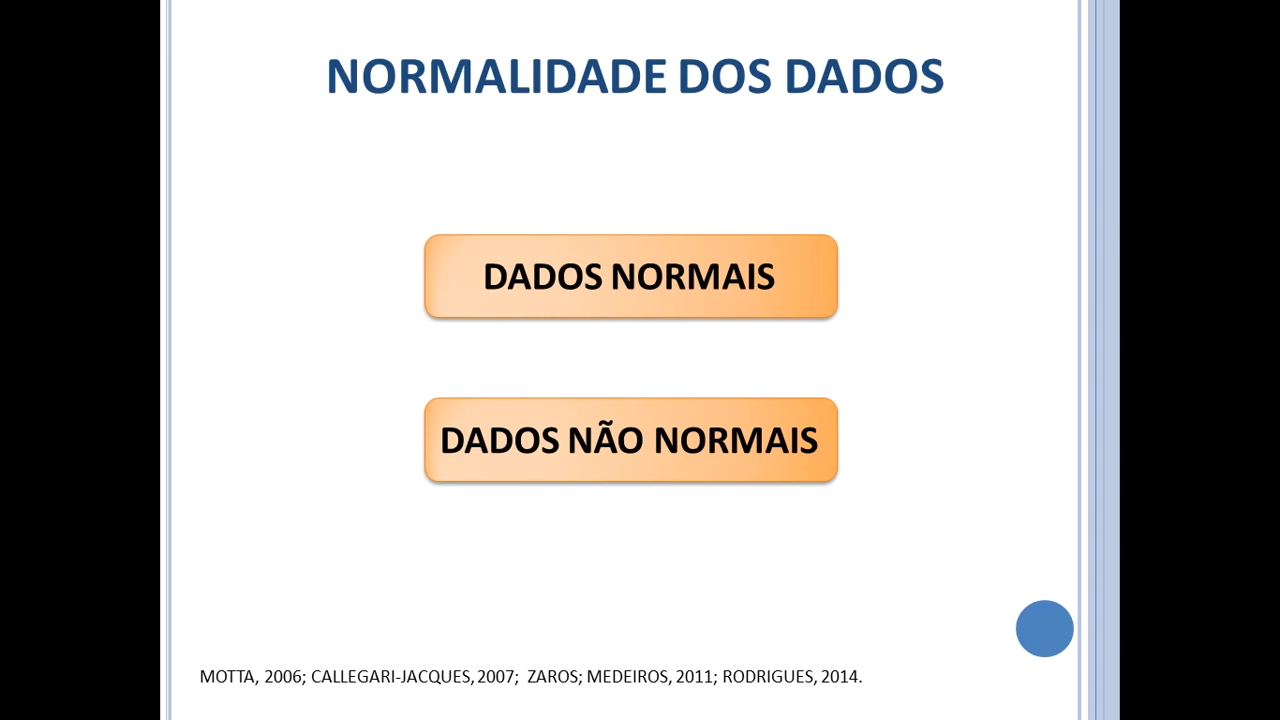 NORMALIDADE DOS DADOS
DADOS NORMAIS
DADOS NÃO NORMAIS
MOTTA, 2006; CALLEGARI-JACQUES, 2007; ZAROS; MEDEIROS, 2011; RODRIGUES, 2014.